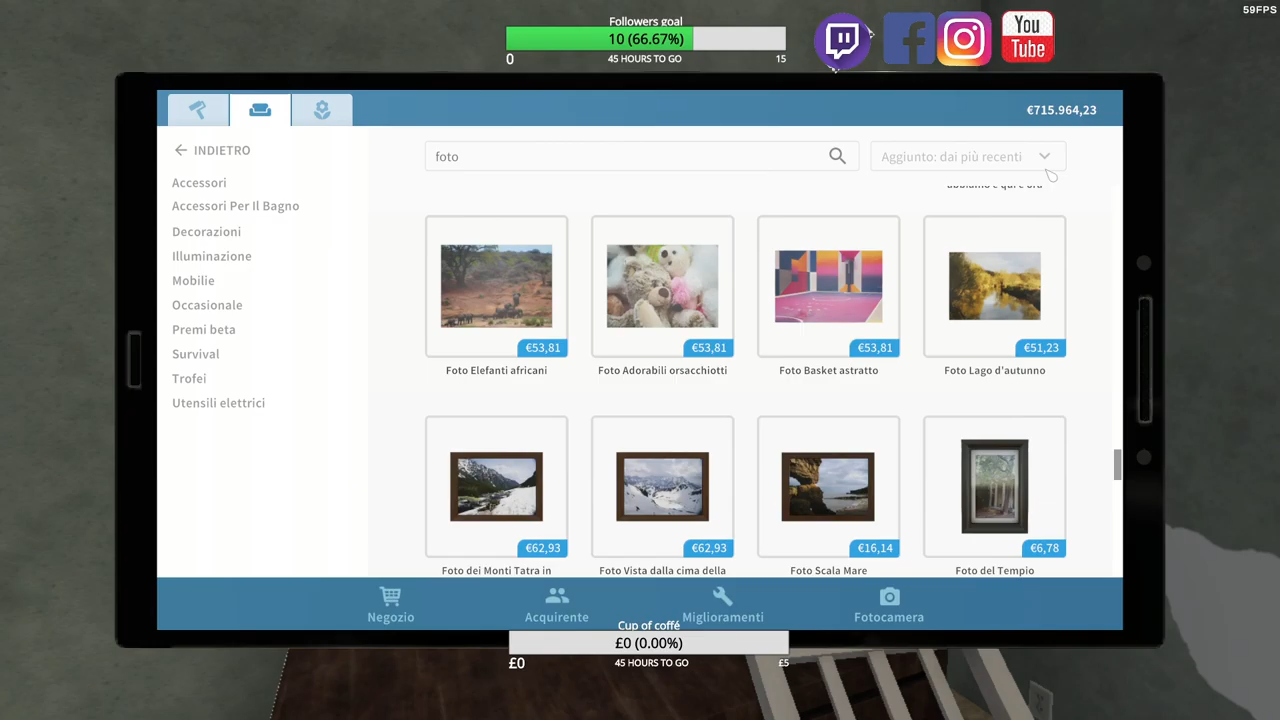 59FPS
Followers goal
10 (66.67%)
0 45 HOURS TO GO 15
You
Tube
€715.964,23
INDIETRO
foto
Aggiunto: dai più recenti
Accessori
Accessori Per Il Bagno
Decorazioni
Illuminazione
Mobilie
Occasionale
Premi beta
Survival
Trofei
Utensili elettrici
€53,81 €53,81 €53,81 €51,23
Foto Elefanti africani Foto Adorabili orsacchiotti Foto Basket astratto Foto Lago d'autunno
€62,93 €62,93 €16,14 €6,78
Foto dei Monti Tatra in Foto Vista dalla cima della Foto Scala Mare Foto del Tempio
Negozio Acquirente Miglioramenti Fotocamera
Cup of coffé
£0 (0.00%)
£0 45 HOURS TO GO £5